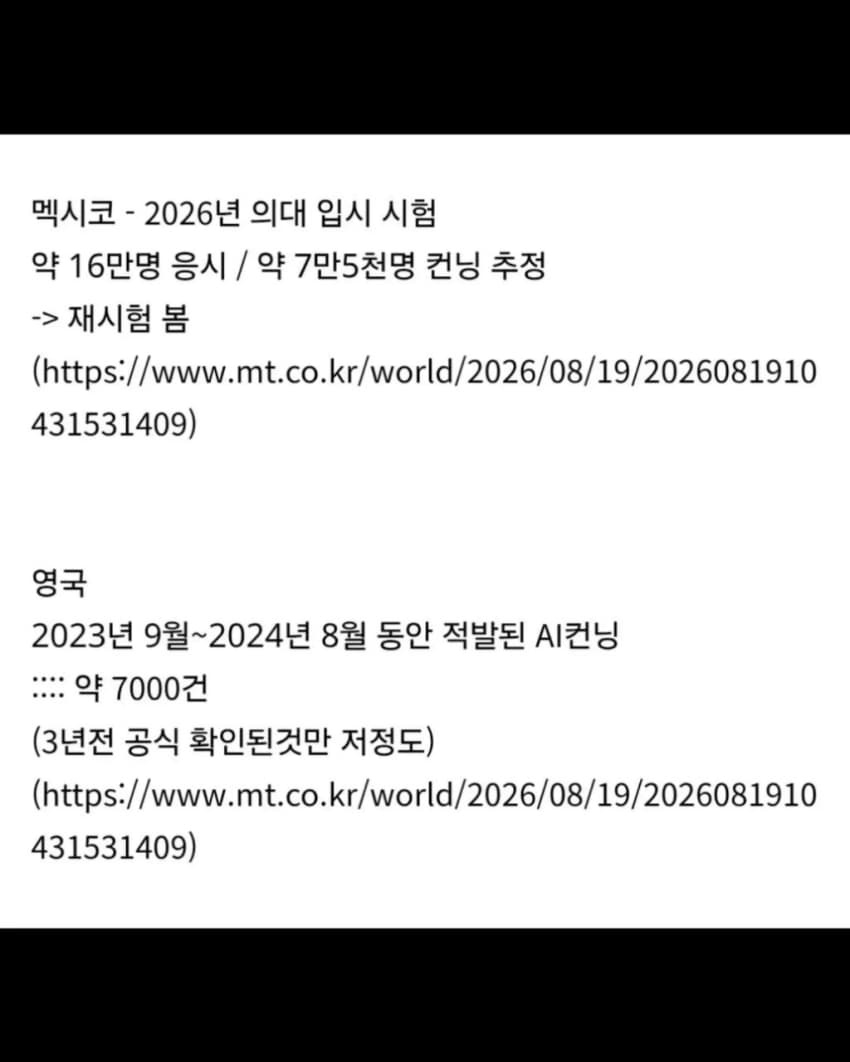 멕시코 - 2026년 의대 입시 시험
약 16만명 응시 / 약 7만5천명 컨닝 추정
-> 재시험 봄
(https://www.mt.co.kr/world/2026/08/19/2026081910
431531409)
영국
2023년 9월~2024년 8월 동안 적발된 AI컨닝
:::: 약 7000건
(3년전 공식 확인된것만 저정도)
(https://www.mt.co.kr/world/2026/08/19/2026081910
431531409)